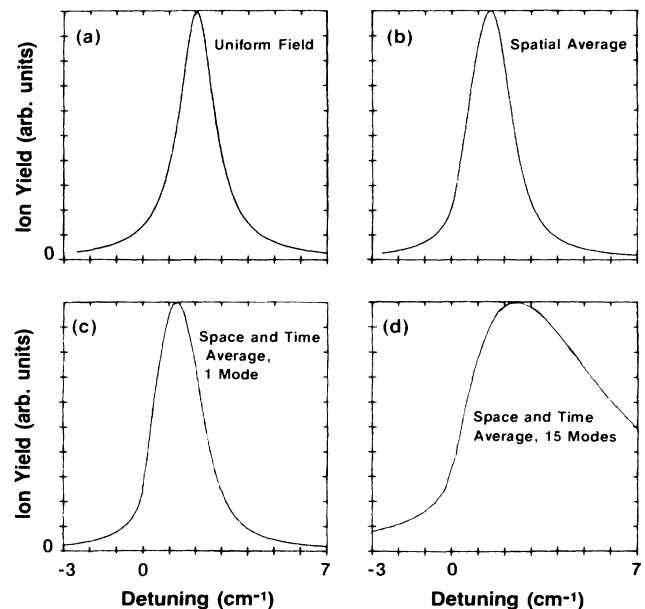 (a)
Uniform Field
Ion Yield (arb. units)
0
(b)
Spatial Average
(c)
Space and Time
Average,
1 Mode
Ion Yield (arb. units)
0
-3
0
7
Detuning (cm-1)
(d)
Space and Time
Average, 15 Modes
-3
0
7
Detuning (cm-1)